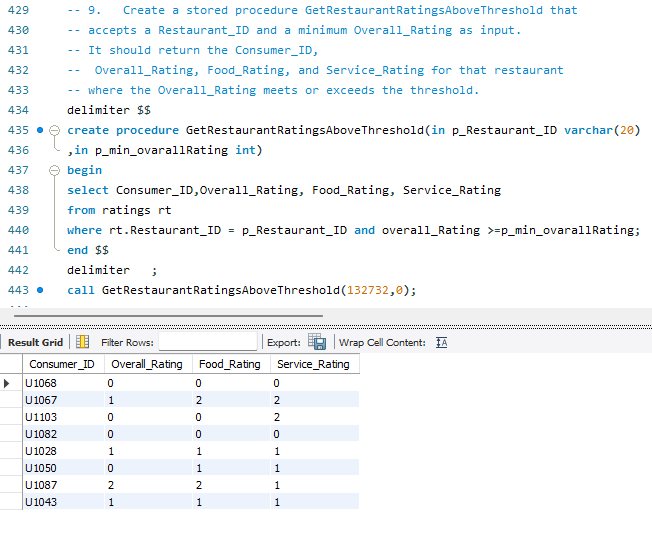 429 -- 9. Create a stored procedure GetRestaurantRatingsAboveThreshold that
430 -- accepts a Restaurant_ID and a minimum Overall_Rating as input.
431 -- It should return the Consumer_ID,
432 --  Overall_Rating, Food_Rating, and Service_Rating for that restaurant
433 -- where the Overall_Rating meets or exceeds the threshold.
434 delimiter $$
435 create procedure GetRestaurantRatingsAboveThreshold(in p_Restaurant_ID varchar(20)
436 ,in p_min_ovarallRating int)
437 begin
438 select Consumer_ID,Overall_Rating, Food_Rating, Service_Rating
439 from ratings rt
440 where rt.Restaurant_ID = p_Restaurant_ID and overall_Rating >=p_min_ovarallRating;
441 end $$
442 delimiter  ;
443 call GetRestaurantRatingsAboveThreshold(132732,0);
Result Grid Filter Rows: Export: Wrap Cell Content: IA
Consumer_ID Overall_Rating Food_Rating Service_Rating
U1068 0 0 0
U1067 1 2 2
U1103 0 0 2
U1082 0 0 0
U1028 1 1 1
U1050 0 1 1
U1087 2 2 1
U1043 1 1 1